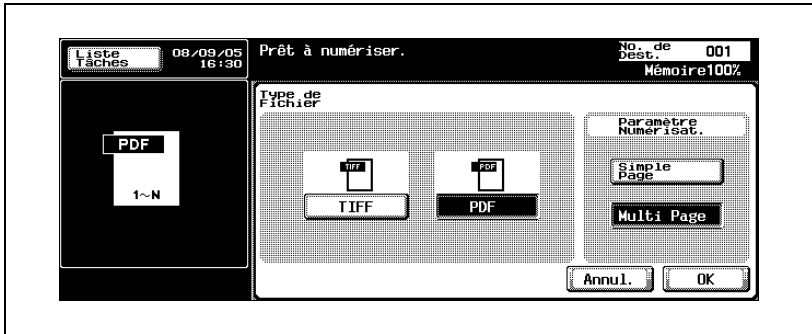 Liste
Tâches
08/09/05
16:30
Prêt à numériser.
No. de
Dest.
001
Mémoire100%
PDF
1~N
Type de
Fichier
TIFF
TIFF
PDF
PDF
Paramètre
Numérisat.
Simple
Page
Multi Page
Annul.
OK